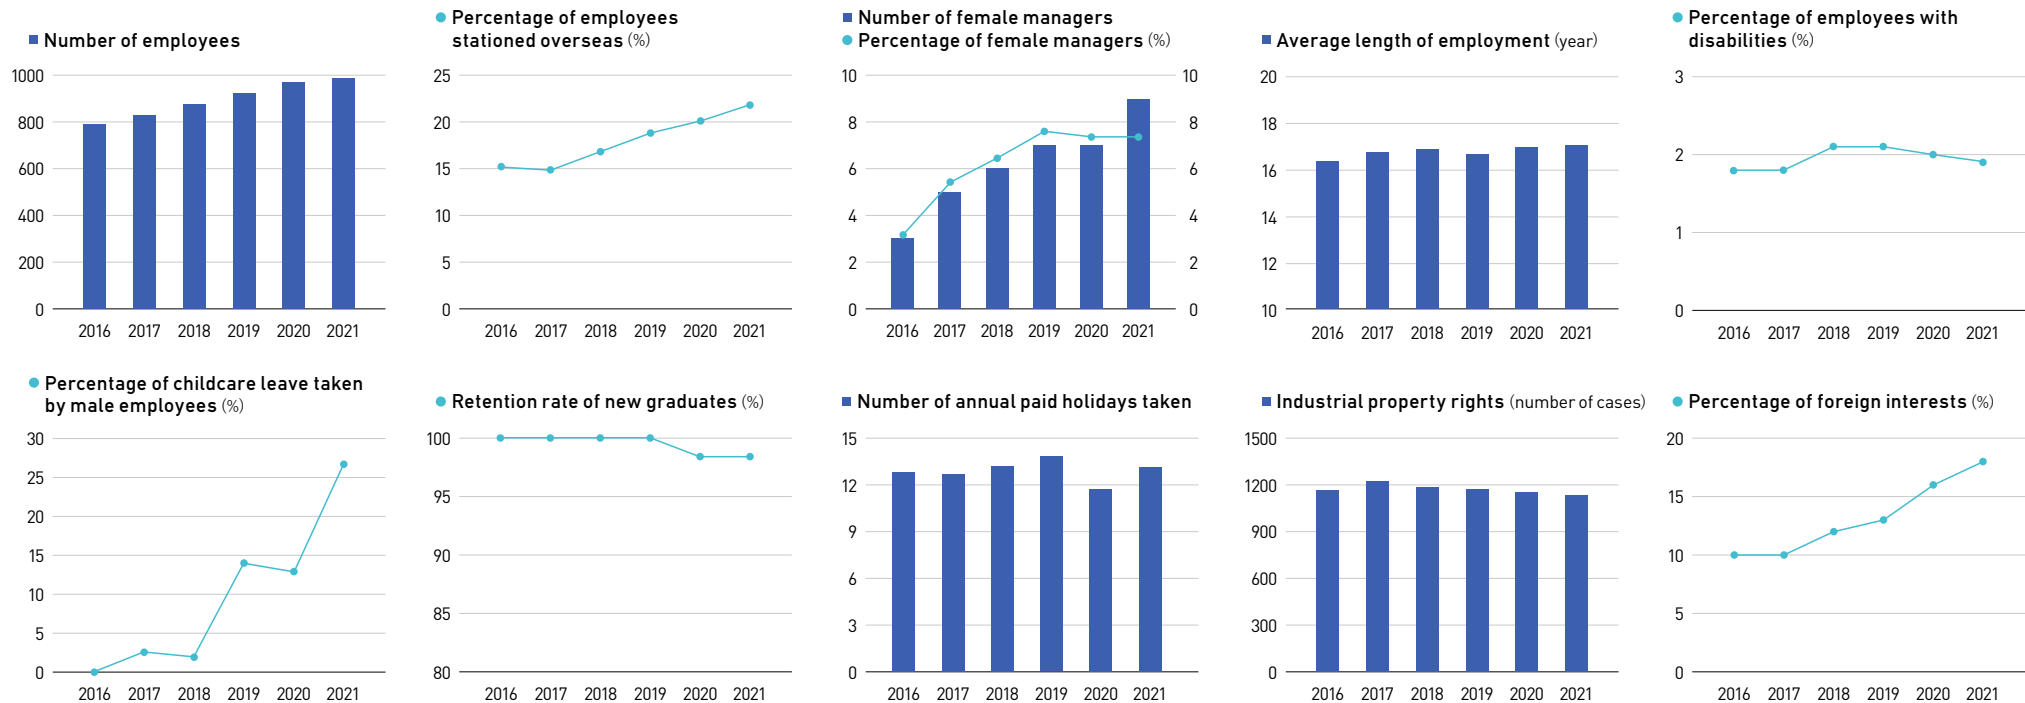 Number of employees
1000
800
600
400
200
0
2016 2017 2018 2019 2020 2021
Percentage of employees
stationed overseas (%)
25
20
15
10
5
0
2016 2017 2018 2019 2020 2021
Number of female managers
Percentage of female managers (%)
10 10
8 8
6 6
4 4
2 2
0 0
2016 2017 2018 2019 2020 2021
Average length of employment (year)
20
18
16
14
12
10
2016 2017 2018 2019 2020 2021
Percentage of employees with
disabilities (%)
3
2
1
0
2016 2017 2018 2019 2020 2021
Percentage of childcare leave taken
by male employees (%)
30
25
20
15
10
5
0
2016 2017 2018 2019 2020 2021
Retention rate of new graduates (%)
100
95
90
85
80
2016 2017 2018 2019 2020 2021
Number of annual paid holidays taken
15
12
9
6
3
0
2016 2017 2018 2019 2020 2021
Industrial property rights (number of cases)
1500
1200
900
600
300
0
2016 2017 2018 2019 2020 2021
Percentage of foreign interests (%)
20
15
10
5
0
2016 2017 2018 2019 2020 2021